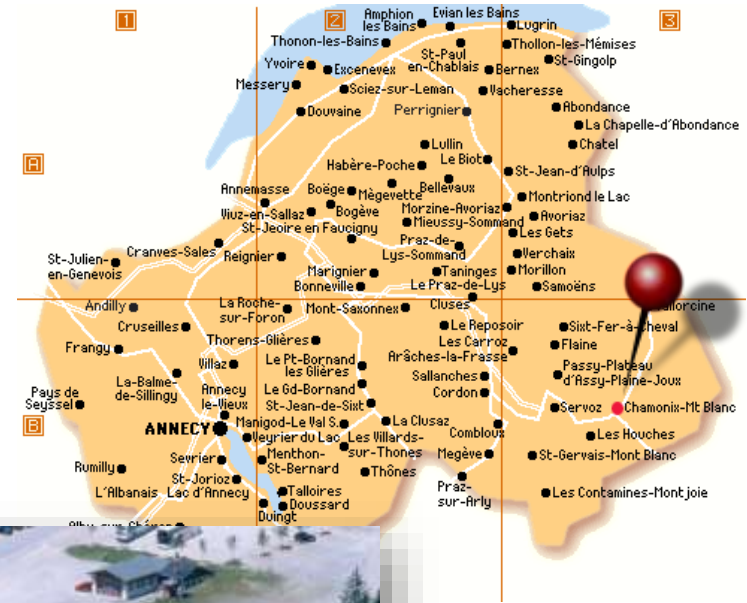 1
2
3
Amphion
les Bains
Evian les Bains
Lugrin
Thonon-les-Bains
St-Paul
en-Chablais
Thollon-les-Mémises
St-Gingolp
Yvoire
Excenevex
Bernex
Messery
Sciez-sur-Leman
Vacheresse
Douvaine
Perrignier
Abondance
La Chapelle-d'Abondance
Lullin
Chatel
A
Habère-Poche
Le Biot
St-Jean-d'Aulps
Annemasse
Boëge
Mègevette
Bellevaux
Montriond le Lac
Viuz-en-Sallaz
Bogève
Morzine-Avoriaz
Avoriaz
St-Jeoire en Faucigny
Mieussy-Sommand
Les Gets
Cranves-Sales
Praz-de-
Lys-Sommand
Verchaix
St-Julien-
en-Genevois
Reignier
Marignier
Taninges
Morillon
Bonneville
Le Praz-de-Lys
Samoëns
Andilly
La Roche-
sur-Foron
Mont-Saxonnex
Cluses
Cruseilles
Le Reposoir
Sixt-Fer-à-Cheval
Frangy
Thorens-Glières
Les Carroz
Arâches-la-Frasse
Flaine
Villaz
Le Pt-Bornand
les Glières
Passy-Plateau
d'Assy-Plaine-Joux
La-Balme-
de-Sillingy
Sallanches
Pays de
Seyssel
Annecy
le-Vieux
Le Gd-Bornand
Cordon
St-Jean-de-Sixt
Servoz
Chamonix-Mt Blanc
B
ANNECY
Manigod-Le Val S.
La Clusaz
Combloux
Veyrier du Lac
Les Villards-
sur-Thones
Les Houches
Sevrier
Menthon-
St-Bernard
Megève
St-Gervais-Mont Blanc
Rumilly
St-Jorioz
Thônes
L'Albanais
Lac d'Annecy
Talloires
Praz-
sur-Arly
Les Contamines-Montjoie
Doussard
Duingt